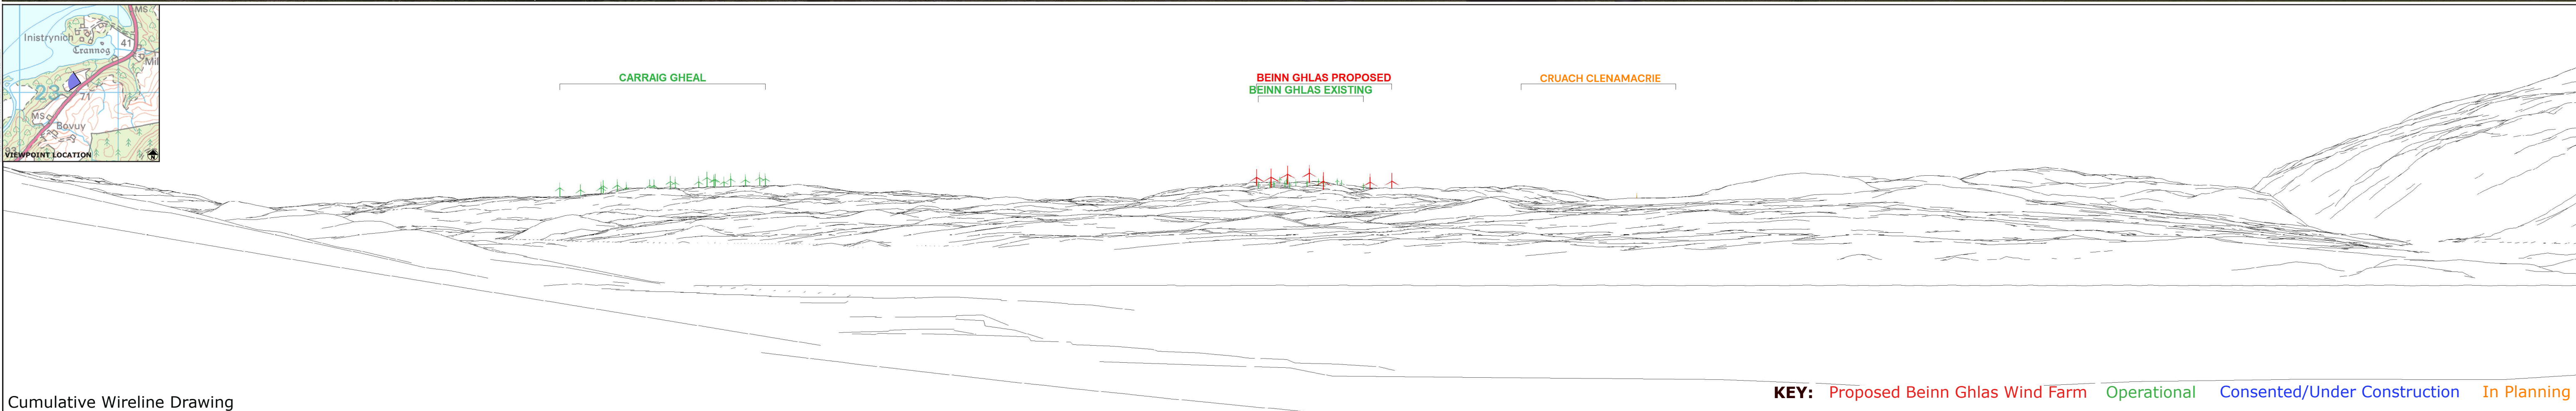 MS
Inistrynich
41
Crannog
Mil
23
71
MS
Bovuy
93
VIEWPOINT LOCATION
N
CARRAIG GHEAL
BEINN GHLAS PROPOSED
BEINN GHLAS EXISTING
CRUACH CLENAMACRIE
Cumulative Wireline Drawing
KEY: Proposed Beinn Ghlas Wind Farm Operational Consented/Under Construction In Planning